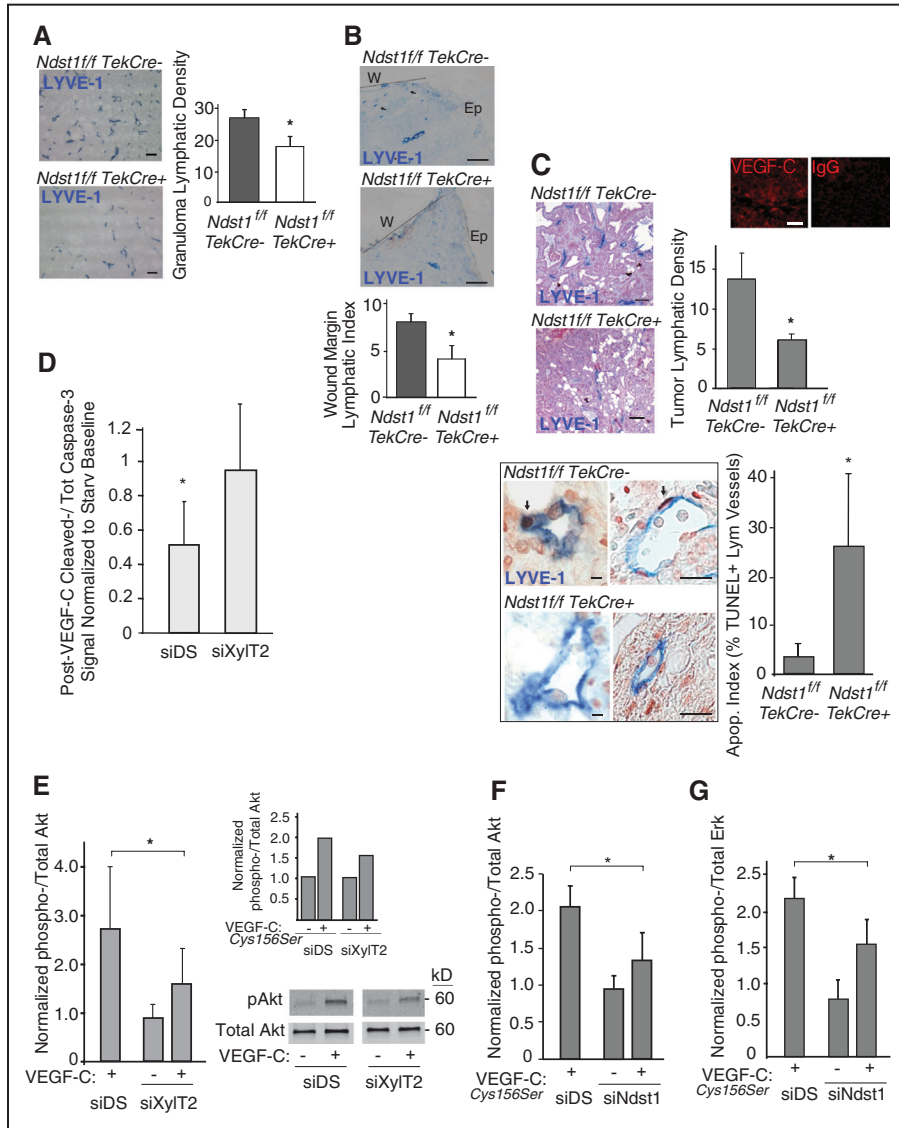 A
Ndst1f/f TekCre-
LYVE-1
Ndst1f/f TekCre+
LYVE-1
Granuloma Lymphatic Density
30
20
10
0
*
Ndst1 f/f TekCre-
Ndst1 f/f TekCre+
B
Ndst1f/f TekCre-
W
Ep
LYVE-1
Ndst1f/f TekCre+
W
Ep
LYVE-1
Wound Margin Lymphatic Index
10
5
0
*
Ndst1 f/f TekCre-
Ndst1 f/f TekCre+
C
Ndst1f/f TekCre-
LYVE-1
Ndst1f/f TekCre+
LYVE-1
VEGF-C
IgG
Tumor Lymphatic Density
15
10
5
0
*
Ndst1 f/f TekCre-
Ndst1 f/f TekCre+
Ndst1f/f TekCre-
LYVE-1
Ndst1f/f TekCre+
Apop. Index (% TUNEL+ Lym Vessels)
40
30
20
10
0
*
Ndst1 f/f TekCre-
Ndst1 f/f TekCre+
D
Post-VEGF-C Cleaved-/ Tot Caspase-3
Signal Normalized to Starv Baseline
1.2
1
0.8
0.6
0.4
0.2
0
*
siDS
siXylT2
E
Normalized phospho-/Total Akt
4.0
3.0
2.0
1.0
0
*
VEGF-C: + - +
siDS siXylT2
Normalized
phospho-/Total Akt
2.0
1.5
1.0
0.5
0
VEGF-C: - + - +
Cys156Ser
siDS siXylT2
kD
pAkt - 60
Total Akt - 60
VEGF-C: - + - +
siDS siXylT2
F
Normalized phospho-/Total Akt
2.5
2.0
1.5
1.0
0.5
0
*
VEGF-C: + - +
Cys156Ser
siDS siNdst1
G
Normalized phospho-/Total Erk
2.5
2.0
1.5
1.0
0.5
0
*
VEGF-C: + - +
Cys156Ser
siDS siNdst1